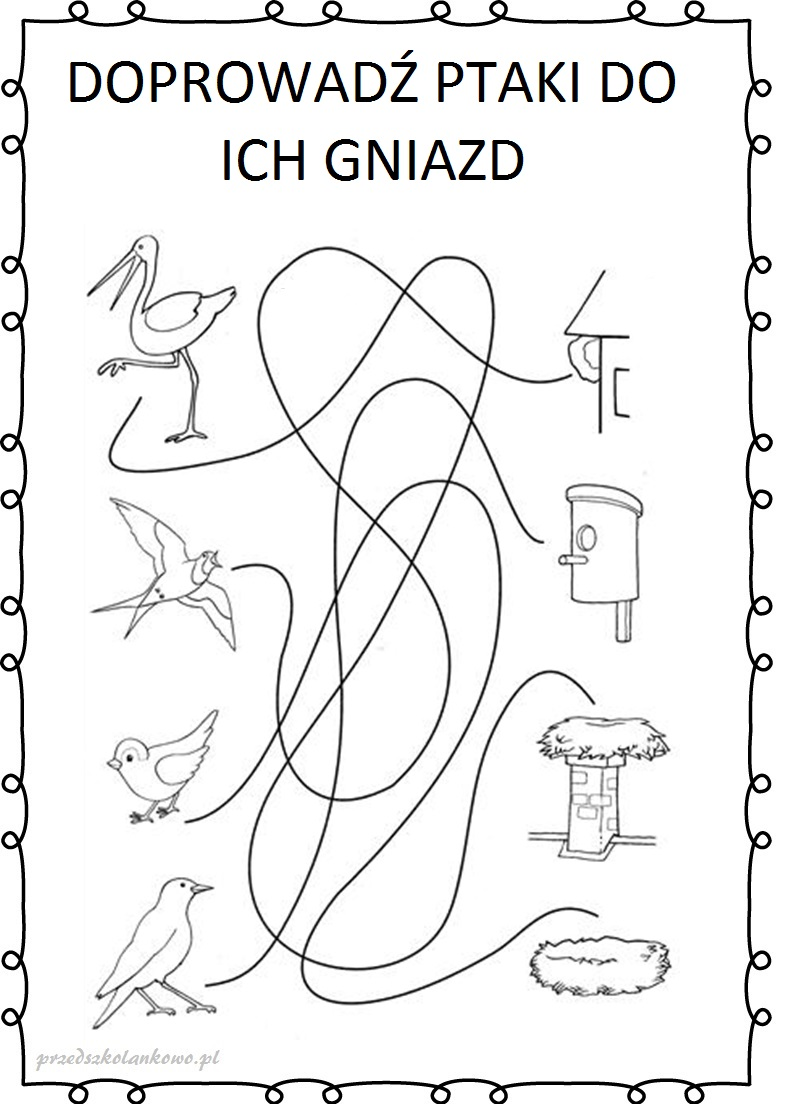 DOPROWADŹ PTAKI DO
ICH GNIAZD
przedszkolankowo.pl